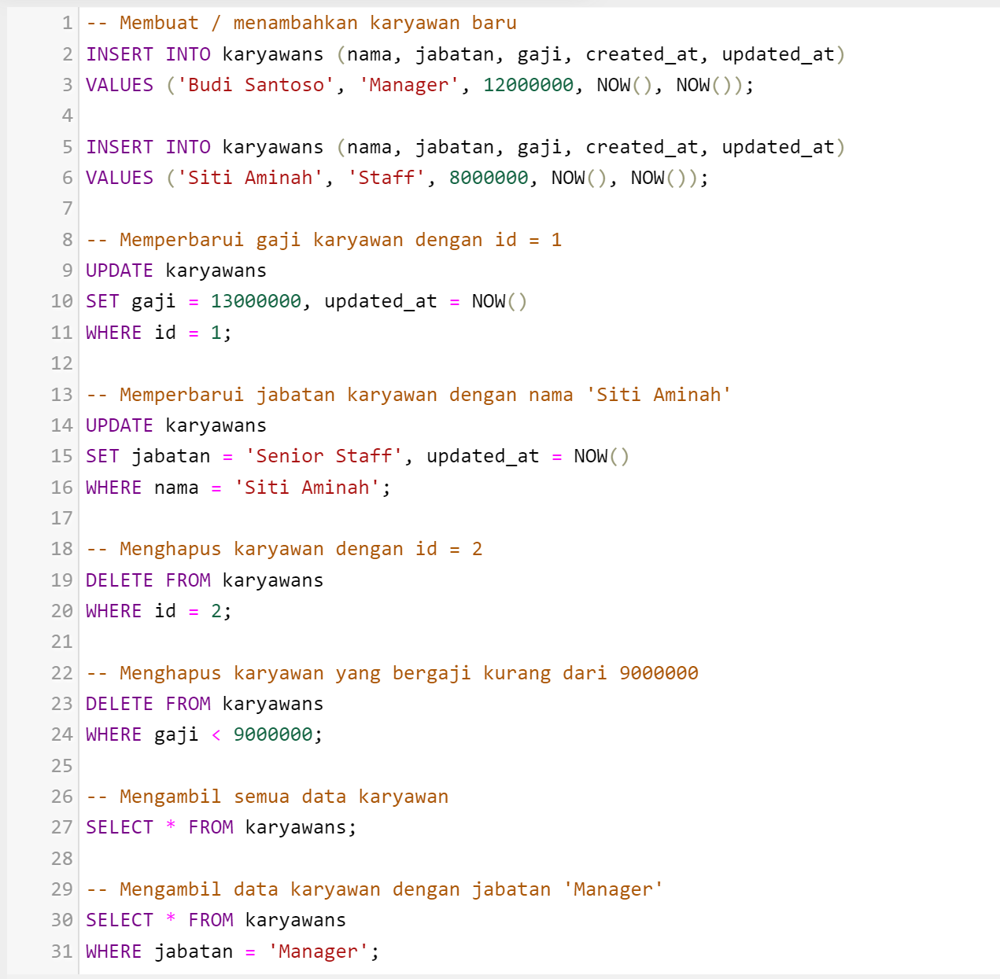 1 -- Membuat / menambahkan karyawan baru
2 INSERT INTO karyawans (nama, jabatan, gaji, created_at, updated_at)
3 VALUES ('Budi Santoso', 'Manager', 12000000, NOW(), NOW());
4
5 INSERT INTO karyawans (nama, jabatan, gaji, created_at, updated_at)
6 VALUES ('Siti Aminah', 'Staff', 8000000, NOW(), NOW());
7
8 -- Memperbarui gaji karyawan dengan id = 1
9 UPDATE karyawans
10 SET gaji = 13000000, updated_at = NOW()
11 WHERE id = 1;
12
13 -- Memperbarui jabatan karyawan dengan nama 'Siti Aminah'
14 UPDATE karyawans
15 SET jabatan = 'Senior Staff', updated_at = NOW()
16 WHERE nama = 'Siti Aminah';
17
18 -- Menghapus karyawan dengan id = 2
19 DELETE FROM karyawans
20 WHERE id = 2;
21
22 -- Menghapus karyawan yang bergaji kurang dari 9000000
23 DELETE FROM karyawans
24 WHERE gaji < 9000000;
25
26 -- Mengambil semua data karyawan
27 SELECT * FROM karyawans;
28
29 -- Mengambil data karyawan dengan jabatan 'Manager'
30 SELECT * FROM karyawans
31 WHERE jabatan = 'Manager';